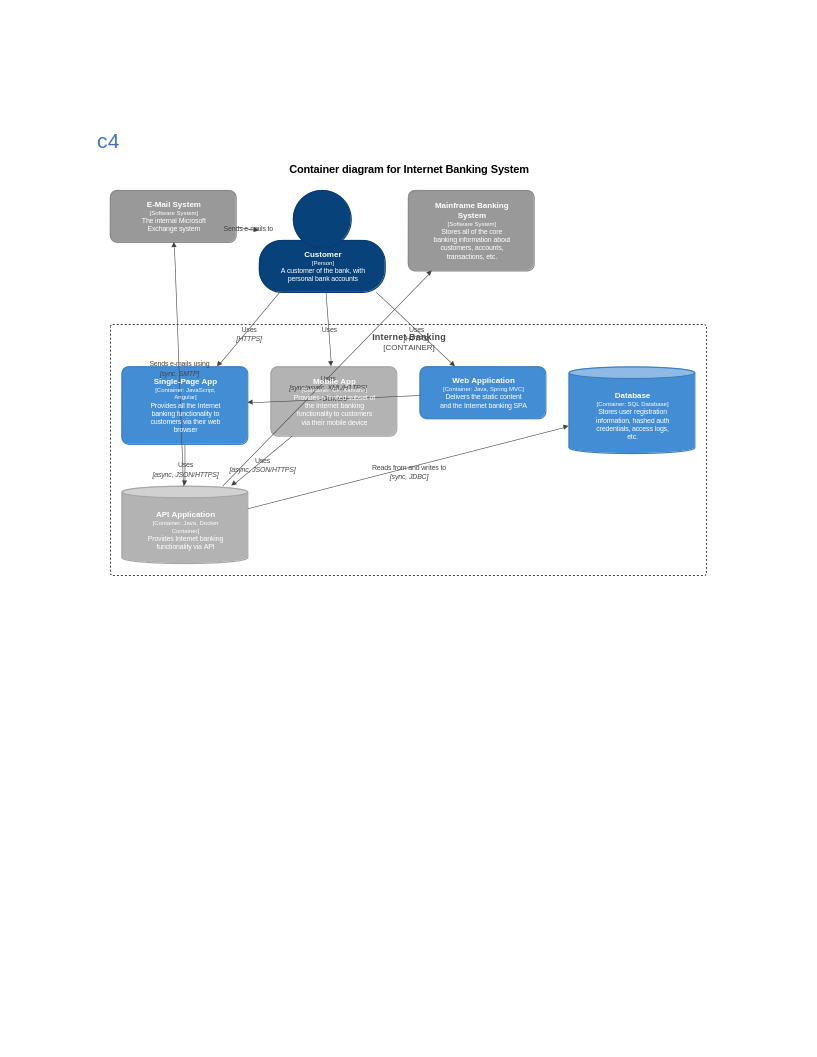 c4
Container diagram for Internet Banking System
E-Mail System
[Software System]
The internal Microsoft
Exchange system
Sends e-mails to
Customer
[Person]
A customer of the bank, with
personal bank accounts
Mainframe Banking
System
[Software System]
Stores all of the core
banking information about
customers, accounts,
transactions, etc.
Uses
[HTTPS]
Uses
Uses
Internet Banking
[CONTAINER]
Sends e-mails using
[sync, SMTP]
Single-Page App
[Container: JavaScript,
Angular]
Provides all the Internet
banking functionality to
customers via their web
browser
Mobile App
Provides a limited subset of
the Internet banking
functionality to customers
via their mobile device
Uses
[sync/async, XML/HTTPS]
Web Application
[Container: Java, Spring MVC]
Delivers the static content
and the Internet banking SPA
Database
[Container: SQL Database]
Stores user registration
information, hashed auth
credentials, access logs,
etc.
Uses
[async, JSON/HTTPS]
Uses
[async, JSON/HTTPS]
Reads from and writes to
[sync, JDBC]
API Application
[Container: Java, Docker
Container]
Provides Internet banking
functionality via API